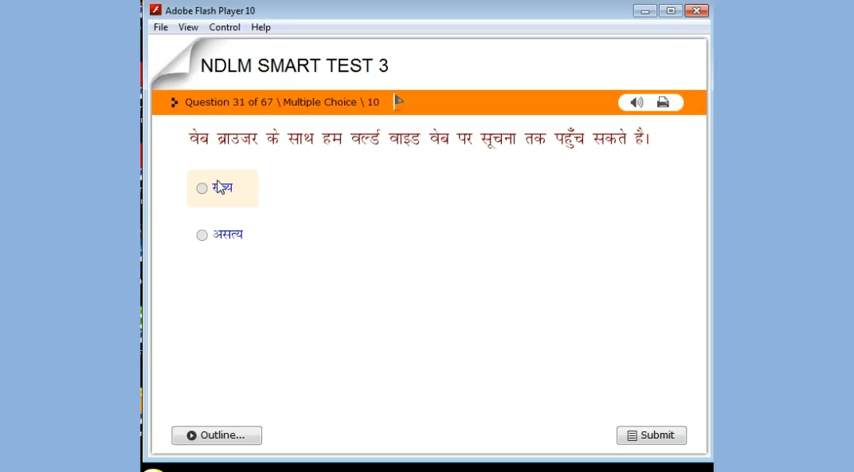 Adobe Flash Player 10
File View Control Help
NDLM SMART TEST 3
Question 31 of 67 \ Multiple Choice \ 10
वेब ब्राउजर के साथ हम वर्ल्ड वाइड वेब पर सूचना तक पहुँच सकते है।
असत्य
Outline...
Submit